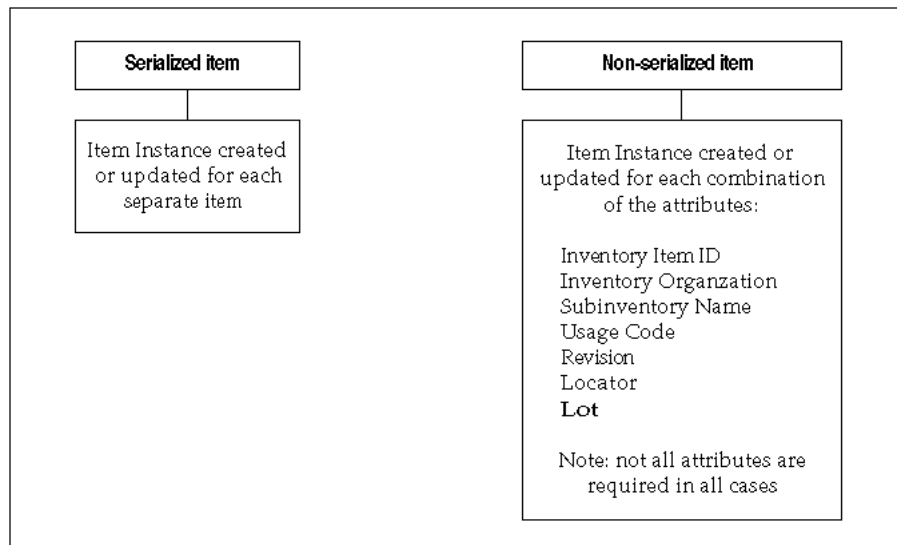 Serialized item
Item Instance created
or updated for each
separate item
Non-serialized item
Item Instance created or
updated for each combination
of the attributes:
Inventory Item ID
Inventory Organzation
Subinventory Name
Usage Code
Revision
Locator
Lot
Note: not all attributes are
required in all cases